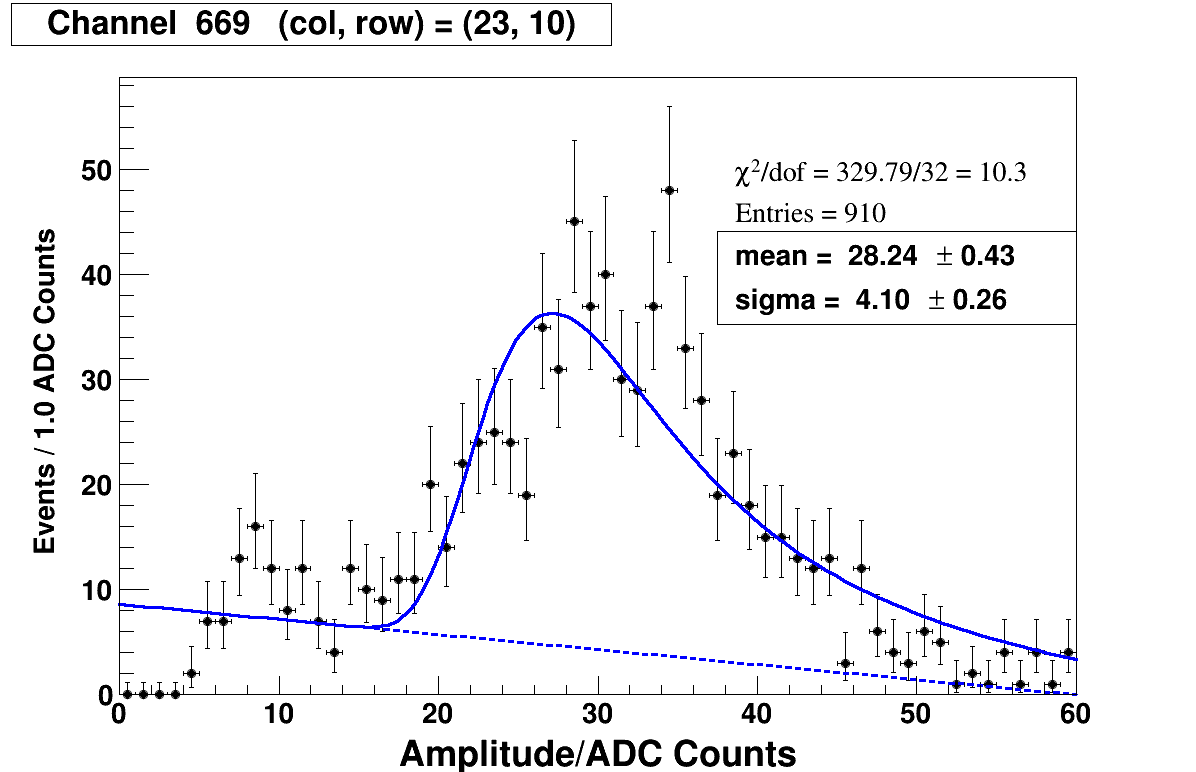 Channel 669 (col, row) = (23, 10)
χ²/dof = 329.79/32 = 10.3
Entries = 910
mean = 28.24 ± 0.43
sigma = 4.10 ± 0.26
Events / 1.0 ADC Counts
50
40
30
20
10
0
0 10 20 30 40 50 60
Amplitude/ADC Counts